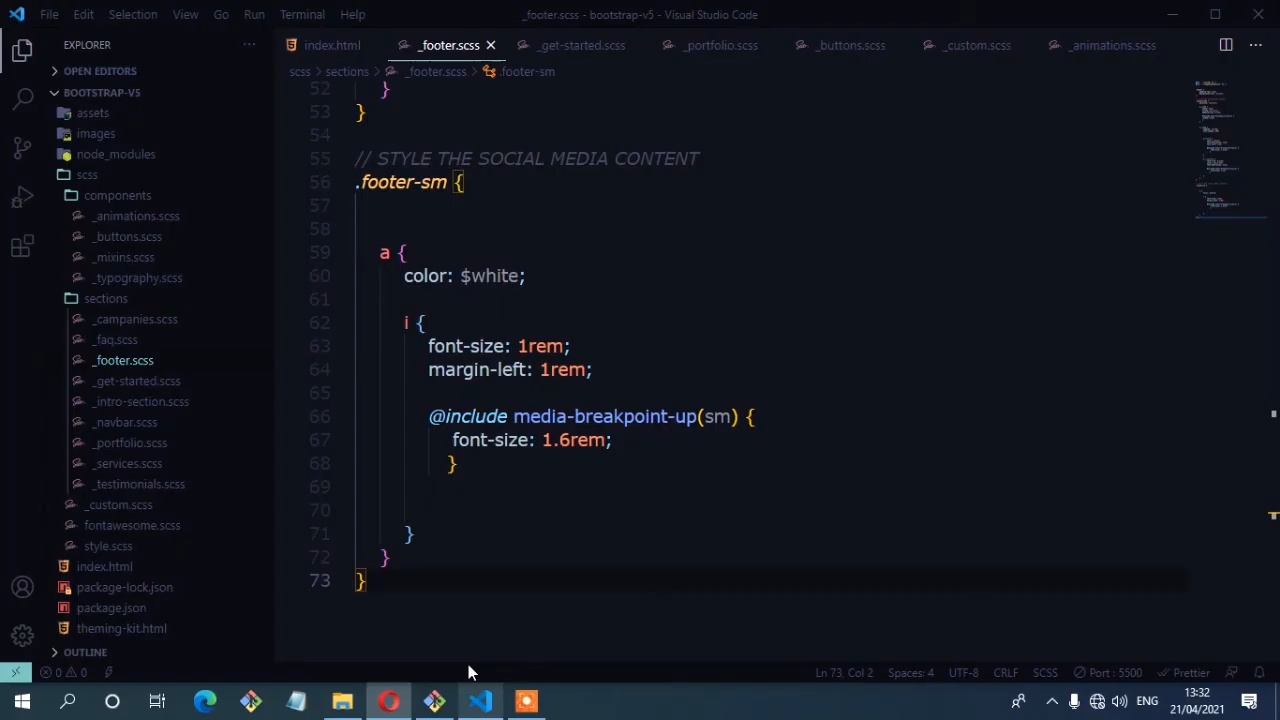 File Edit Selection View Go Run Terminal Help
_footer.scss - bootstrap-v5 - Visual Studio Code
EXPLORER
index.html
_footer.scss
_get-started.scss
_portfolio.scss
_buttons.scss
_custom.scss
_animations.scss
OPEN EDITORS
scss > sections > _footer.scss > .footer-sm
BOOTSTRAP-V5
assets
images
node_modules
scss
components
_animations.scss
_buttons.scss
_mixins.scss
_typography.scss
sections
_campanies.scss
_faq.scss
_footer.scss
_get-started.scss
_intro-section.scss
_navbar.scss
_portfolio.scss
_services.scss
_testimonials.scss
_custom.scss
fontawesome.scss
style.scss
index.html
package-lock.json
package.json
theming-kit.html
OUTLINE
52 }
53 }
54
55 // STYLE THE SOCIAL MEDIA CONTENT
56 .footer-sm {
57
58
59 a {
60 color: $white;
61
62 i {
63 font-size: 1rem;
64 margin-left: 1rem;
65
66 @include media-breakpoint-up(sm) {
67 font-size: 1.6rem;
68 }
69
70
71 }
72 }
73 }
0 0
Ln 73, Col 2
Spaces: 4
UTF-8
CRLF
SCSS
Port : 5500
Prettier
ENG
13:32
21/04/2021